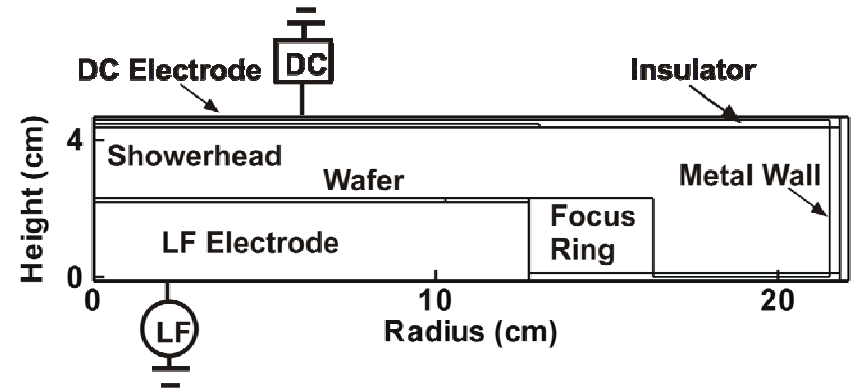 DC
DC Electrode
Insulator
4
Showerhead
Wafer
Metal Wall
Focus
Ring
LF Electrode
Height (cm)
0
0 10 20
LF
Radius (cm)